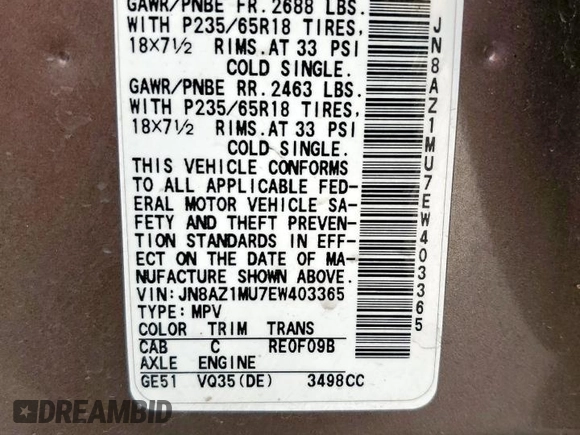 GAWR/PNBE FR. 2688 LBS.
WITH P235/65R18 TIRES,
18×7½ RIMS.AT 33 PSI
COLD SINGLE.
GAWR/PNBE RR. 2463 LBS.
WITH P235/65R18 TIRES,
18×7½ RIMS.AT 33 PSI
COLD SINGLE.
THIS VEHICLE CONFORMS
TO ALL APPLICABLE FED-
ERAL MOTOR VEHICLE SA-
FETY AND THEFT PREVEN-
TION STANDARDS IN EFF-
ECT ON THE DATE OF MA-
NUFACTURE SHOWN ABOVE.
VIN:JN8AZ1MU7EW403365
TYPE:MPV
COLOR TRIM TRANS
CAB C RE0F09B
AXLE ENGINE
GE51 VQ35(DE) 3498CC
JN8AZ1MU7EW403365
DREAMBID